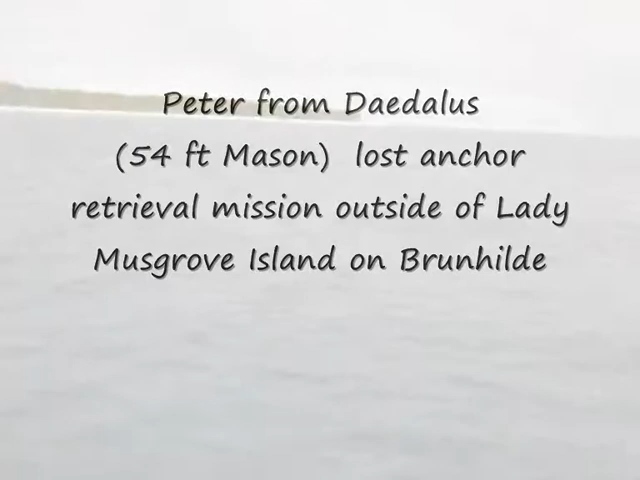 Peter from Daedalus
(54 ft Mason) lost anchor
retrieval mission outside of Lady
Musgrove Island on Brunhilde